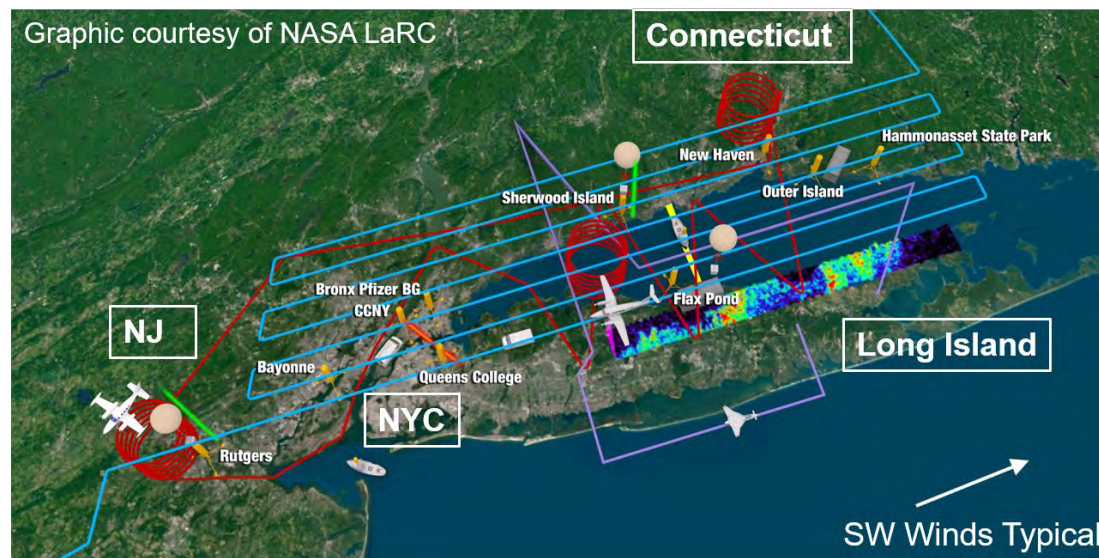 Graphic courtesy of NASA LaRC
Connecticut
Hammonasset State Park
New Haven
Outer Island
Sherwood Island
Bronx Pfizer BG
CCNY
Flax Pond
NJ
Long Island
Bayonne
Queens College
NYC
Rutgers
SW Winds Typical